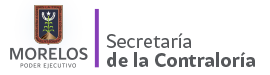 MORELOS
PODER EJECUTIVO
Secretaría
de la Contraloría